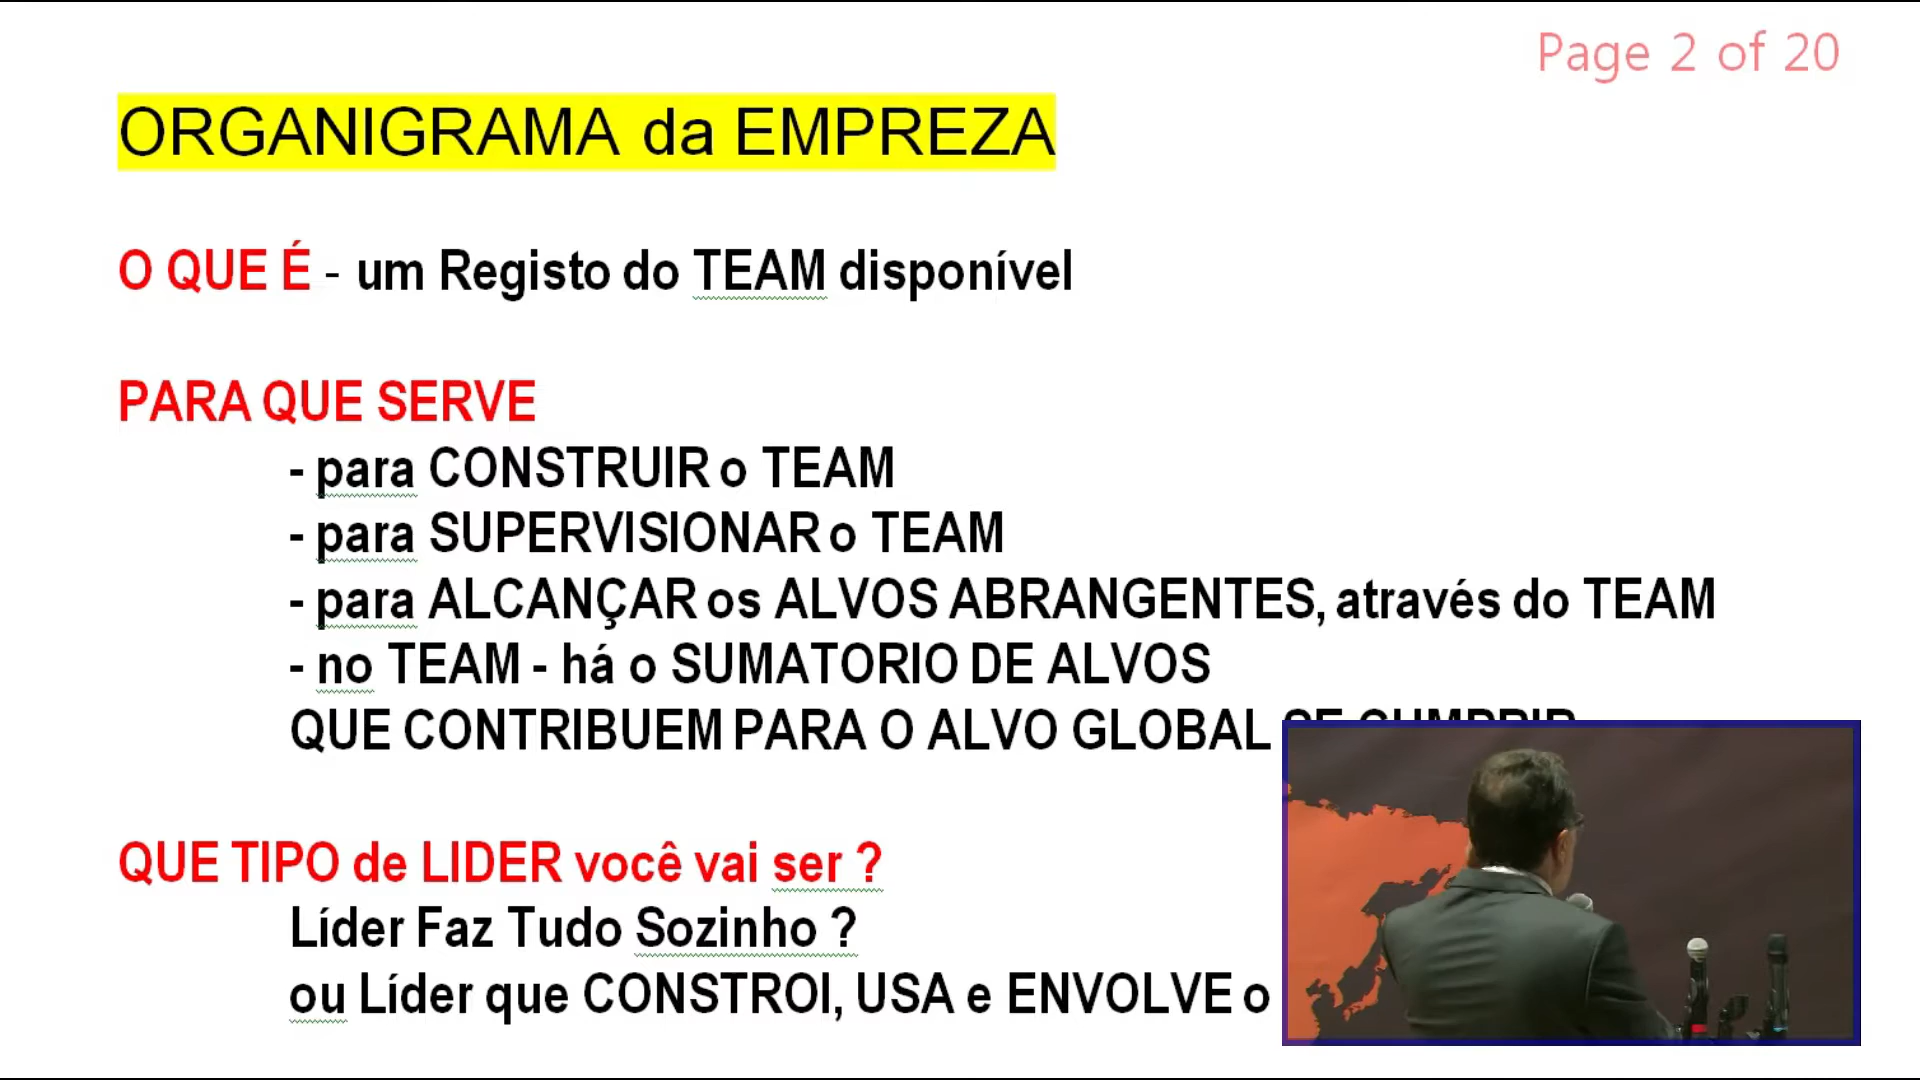 Page 2 of 20
ORGANIGRAMA da EMPREZA
O QUE É - um Registo do TEAM disponível
PARA QUE SERVE
- para CONSTRUIR o TEAM
- para SUPERVISIONAR o TEAM
- para ALCANÇAR os ALVOS ABRANGENTES, através do TEAM
- no TEAM - há o SUMATORIO DE ALVOS
QUE CONTRIBUEM PARA O ALVO GLOBAL SE CUMPRIR
QUE TIPO de LIDER você vai ser ?
Líder Faz Tudo Sozinho ?
ou Líder que CONSTROI, USA e ENVOLVE o